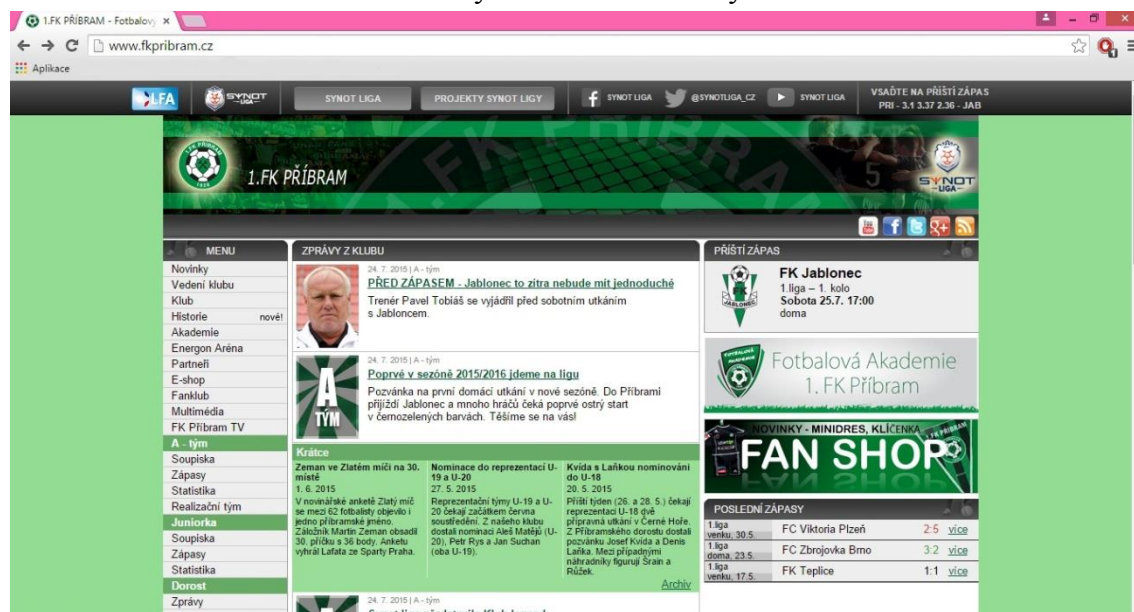 1.FK PŘÍBRAM - Fotbalový
www.fkpribram.cz
Aplikace
LFA
SYNOT
LIGA
SYNOT LIGA
PROJEKTY SYNOT LIGY
SYNOT LIGA
@SYNOTLIGA_CZ
SYNOT LIGA
VSAĎTE NA PŘÍŠTÍ ZÁPAS
PRI - 3.1 3.37 2.36 - JAB
1.FK PŘÍBRAM
SYNOT
LIGA
MENU
Novinky
Vedení klubu
Klub
Historie nové!
Akademie
Energon Aréna
Partneři
E-shop
Fanklub
Multimédia
FK Příbram TV
A - tým
Soupiska
Zápasy
Statistika
Realizační tým
Juniorka
Soupiska
Zápasy
Statistika
Dorost
Zprávy
ZPRÁVY Z KLUBU
24. 7. 2015 | A - tým
PŘED ZÁPASEM - Jablonec to zítra nebude mít jednoduché
Trenér Pavel Tobiáš se vyjádřil před sobotním utkáním
s Jabloncem.
A
TÝM
24. 7. 2015 | A - tým
Poprvé v sezóně 2015/2016 jdeme na ligu
Pozvánka na první domácí utkání v nové sezóně. Do Příbrami
přijíždí Jablonec a mnoho hráčů čeká poprvé ostrý start
v černozelených barvách. Těšíme se na vás!
Krátce
Zeman ve Zlatém míči na 30.
místě
1. 6. 2015
V novinářské anketě Zlatý míč
se mezi 62 fotbalisty objevilo i
jedno příbramské jméno.
Záložník Martin Zeman obsadil
30. příčku s 36 body. Anketu
vyhrál Lafata ze Sparty Praha.
Nominace do reprezentací U-
19 a U-20
27. 5. 2015
Reprezentační týmy U-19 a U-
20 čekají začátkem června
soustředění. Z našeho klubu
dostali nominaci Aleš Matějů (U-
20), Petr Rys a Jan Suchan
(oba U-19).
Kvída s Laňkou nominováni
do U-18
20. 5. 2015
Příští týden (26. a 28. 5.) čekají
reprezentaci U-18 dvě
přípravná utkání v Černé Hoře.
Z Příbramského dorostu dostali
pozvánku Josef Kvída a Denis
Laňka. Mezi případnými
náhradníky figurují Šrain a
Růžek.
Archiv
24. 7. 2015 | A - tým
PŘÍŠTÍ ZÁPAS
JABLONEC
FK Jablonec
1.liga – 1. kolo
Sobota 25.7. 17:00
doma
Fotbalová Akademie
1. FK Příbram
NOVINKY - MINIDRES, KLÍČENKA
FAN SHOP
POSLEDNÍ ZÁPASY
1.liga
venku, 30.5. FC Viktoria Plzeň 2:5 více
1.liga
doma, 23.5. FC Zbrojovka Brno 3:2 více
1.liga
venku, 17.5. FK Teplice 1:1 více